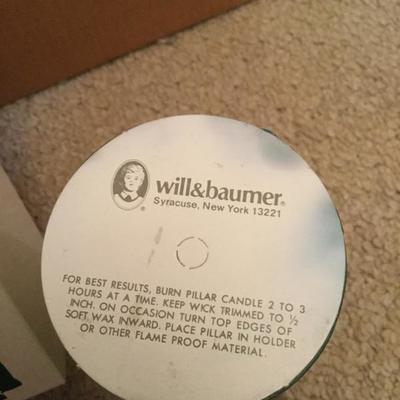 will&baumer®
Syracuse, New York 13221
®
FOR BEST RESULTS, BURN PILLAR CANDLE 2 TO 3
HOURS AT A TIME. KEEP WICK TRIMMED TO ½
INCH. ON OCCASION TURN TOP EDGES OF
SOFT WAX INWARD. PLACE PILLAR IN HOLDER
OR OTHER FLAME PROOF MATERIAL.